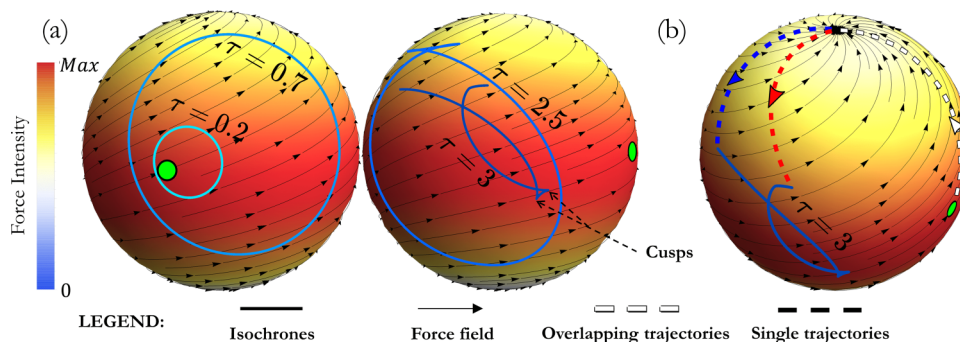 (a)
(b)
Max
Force Intensity
0
τ = 0.7
τ = 0.2
τ = 2.5
τ = 3
τ = 3
Cusps
LEGEND:
Isochrones
Force field
Overlapping trajectories
Single trajectories